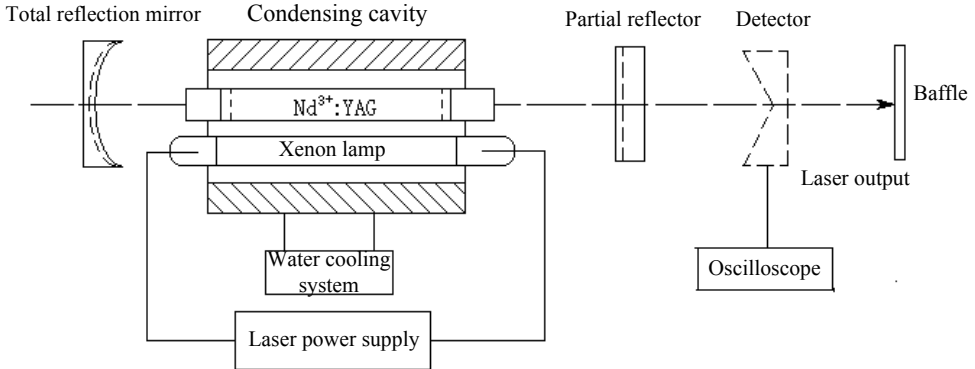 Total reflection mirror
Condensing cavity
Partial reflector
Detector
Nd³⁺:YAG
Baffle
Xenon lamp
Laser output
Water cooling
system
Oscilloscope
Laser power supply